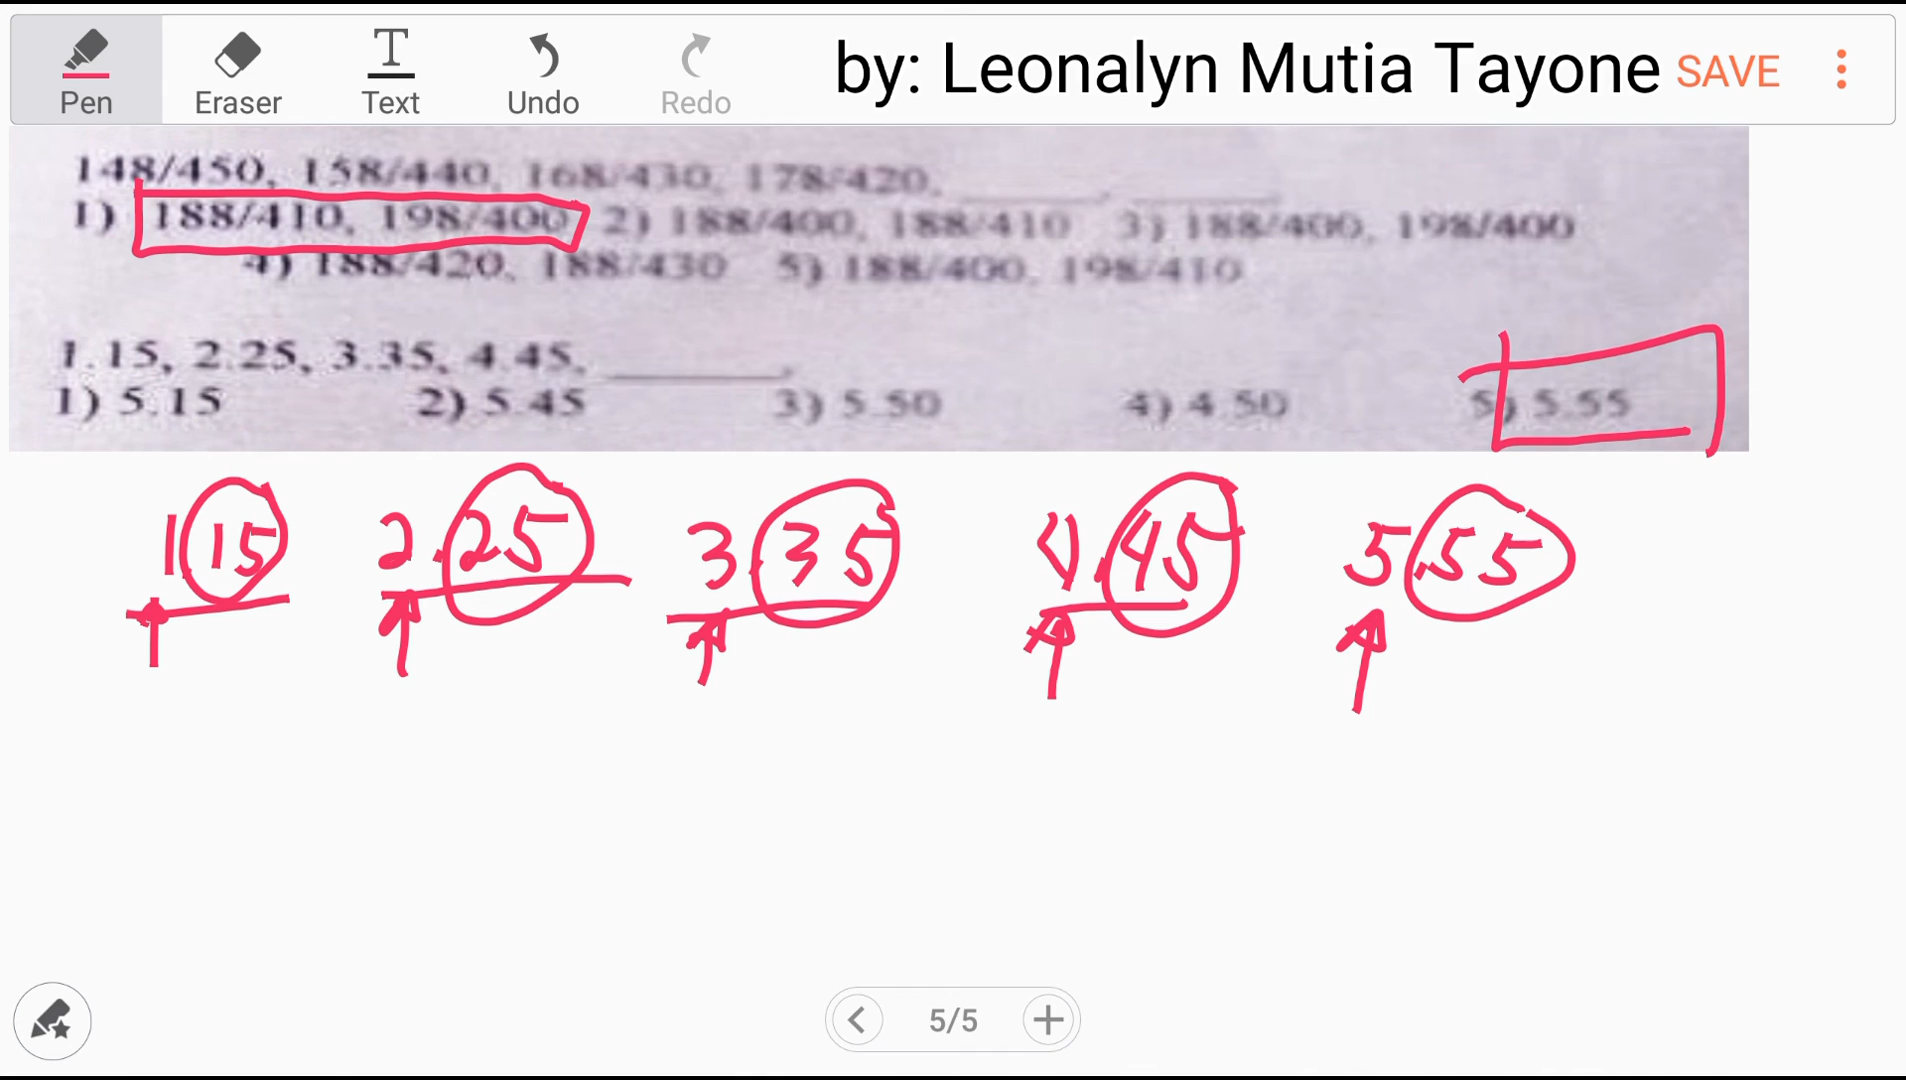 Pen Eraser Text Undo Redo by: Leonalyn Mutia Tayone SAVE
148/450, 158/440, 168/430, 178/420, ______, ______
1) 188/410, 198/400 2) 188/400, 188/410 3) 188/400, 198/400
4) 188/420, 188/430 5) 188/400, 198/410
1.15, 2.25, 3.35, 4.45, ______.
1) 5.15 2) 5.45 3) 5.50 4) 4.50 5) 5.55
1 15 2.25 3.35 4.45 5.55
5/5